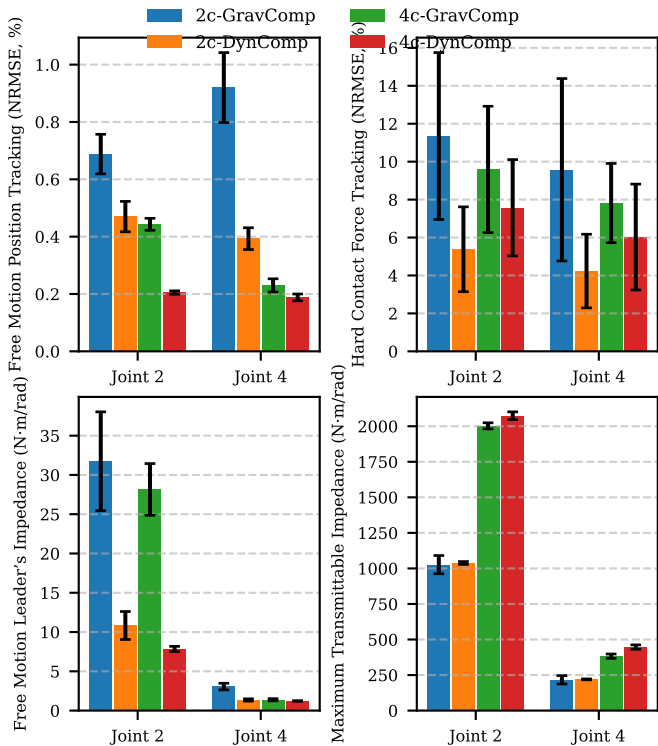 2c-GravComp
2c-DynComp
4c-GravComp
4c-DynComp
Free Motion Position Tracking (NRMSE, %)
1.0
0.8
0.6
0.4
0.2
0.0
Joint 2
Joint 4
Hard Contact Force Tracking (NRMSE, %)
16
14
12
10
8
6
4
2
0
Joint 2
Joint 4
Free Motion Leader's Impedance (N·m/rad)
35
30
25
20
15
10
5
0
Joint 2
Joint 4
Maximum Transmittable Impedance (N·m/rad)
2000
1750
1500
1250
1000
750
500
250
0
Joint 2
Joint 4